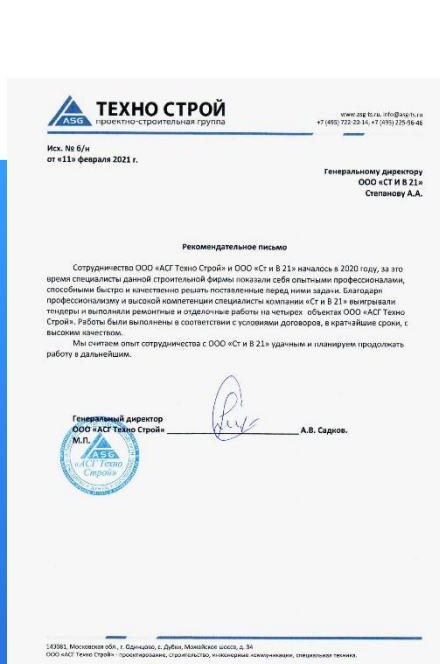 ASG
ТЕХНО СТРОЙ
проектно-строительная группа
www.asg-ts.ru, info@asg-ts.ru
+7 (495) 722-20-14, +7 (495) 225-96-46
Исх. № б/н
от «11» февраля 2021 г.
Генеральному директору
ООО «СТ И В 21»
Степанову А.А.
Рекомендательное письмо
Сотрудничество ООО «АСГ Техно Строй» и ООО «Ст и В 21» началось в 2020 году, за это
время специалисты данной строительной фирмы показали себя опытными профессионалами,
способными быстро и качественно решать поставленные перед ними задачи. Благодаря
профессионализму и высокой компетенции специалисты компании «Ст и В 21» выигрывали
тендеры и выполняли ремонтные и отделочные работы на четырех объектах ООО «АСГ Техно
Строй». Работы были выполнены в соответствии с условиями договоров, в кратчайшие сроки, с
высоким качеством.
Мы считаем опыт сотрудничества с ООО «Ст и В 21» удачным и планируем продолжать
работу в дальнейшим.
Генеральный директор
ООО «АСГ Техно Строй»
А.В. Садков.
М.П.
ASG
«АСГ Техно
Строй»
143081, Московская обл., г. Одинцово, с. Дубки, Можайское шоссе, д. 34
ООО «АСГ Техно Строй» - проектирование, строительство, инженерные коммуникации, специальная техника.